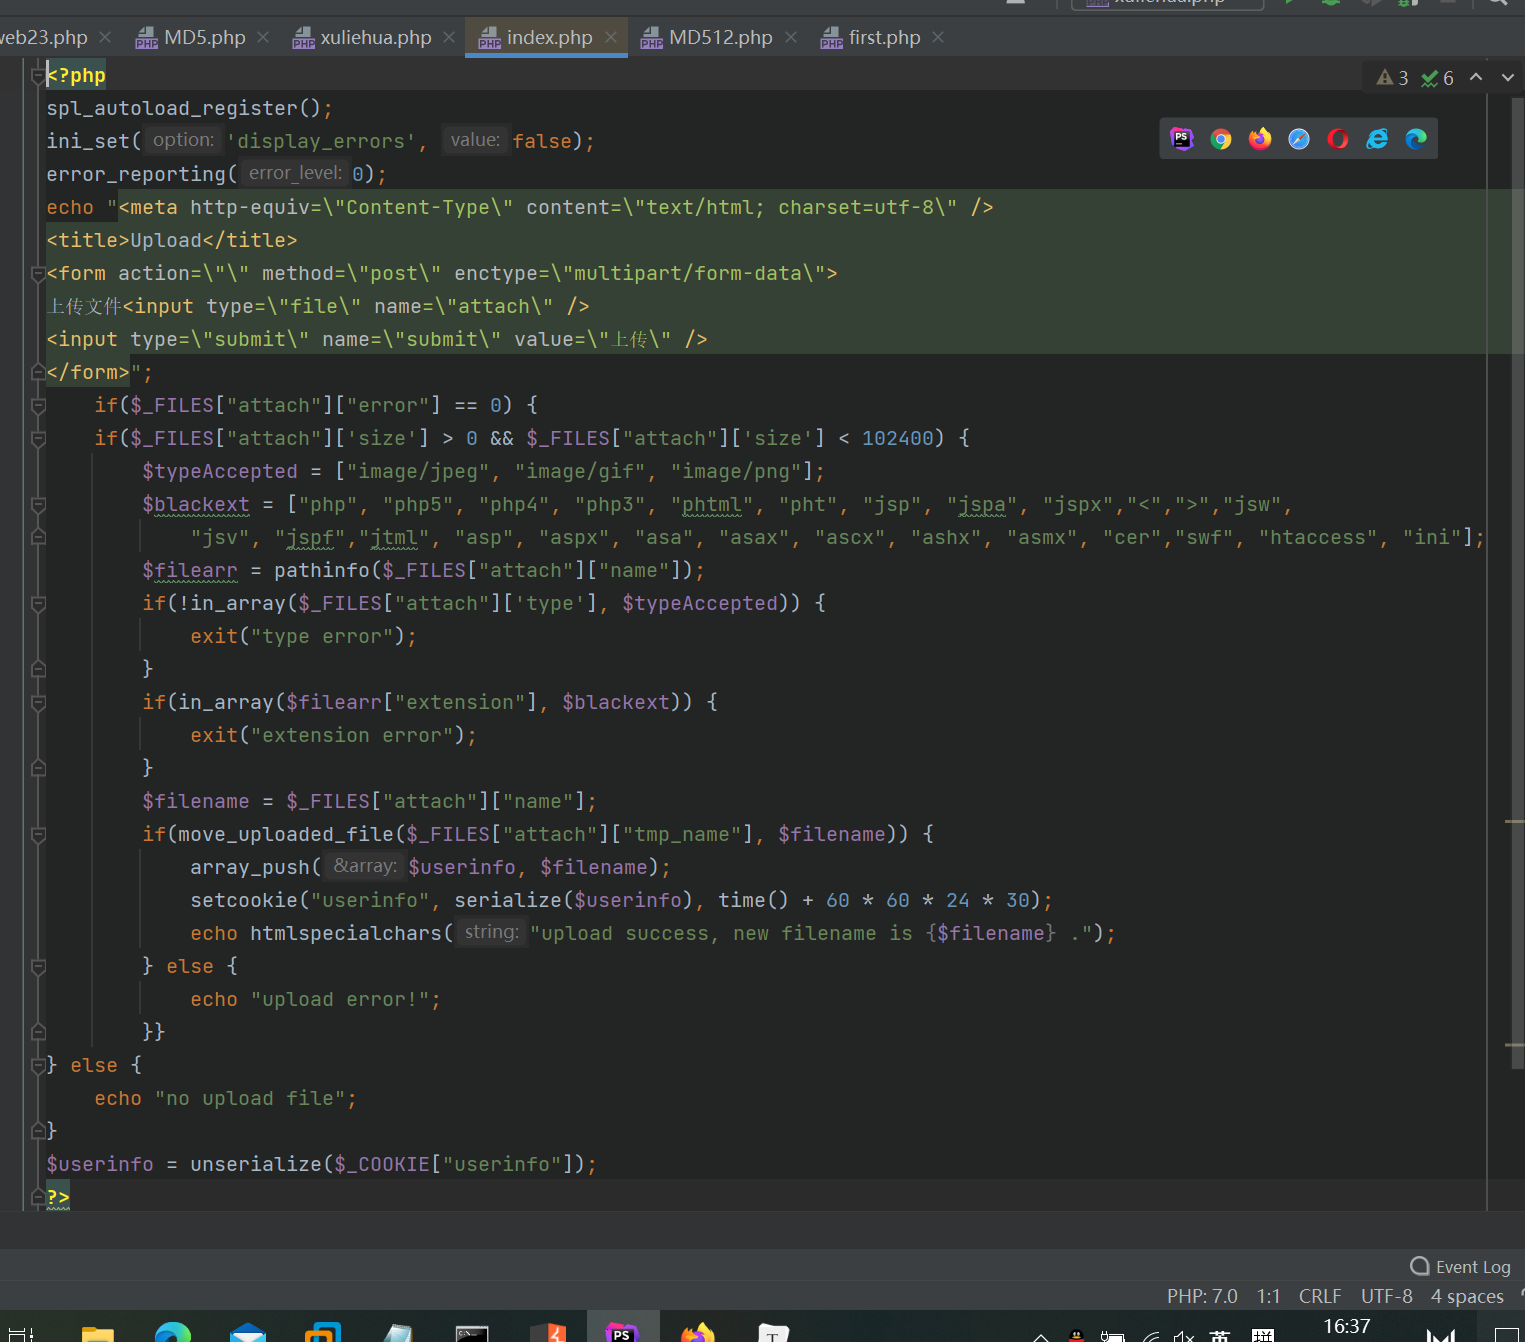 web23.php MD5.php xuliehua.php index.php MD512.php first.php
<?php
3 6
spl_autoload_register();
ini_set( option: 'display_errors', value: false);
error_reporting( error_level: 0);
echo "<meta http-equiv=\"Content-Type\" content=\"text/html; charset=utf-8\" />
<title>Upload</title>
<form action=\"\" method=\"post\" enctype=\"multipart/form-data\">
上传文件<input type=\"file\" name=\"attach\" />
<input type=\"submit\" name=\"submit\" value=\"上传\" />
</form>";
if($_FILES["attach"]["error"] == 0) {
if($_FILES["attach"]['size'] > 0 && $_FILES["attach"]['size'] < 102400) {
$typeAccepted = ["image/jpeg", "image/gif", "image/png"];
$blackext = ["php", "php5", "php4", "php3", "phtml", "pht", "jsp", "jspa", "jspx","<",">","jsw",
"jsv", "jspf","jtml", "asp", "aspx", "asa", "asax", "ascx", "ashx", "asmx", "cer","swf", "htaccess", "ini"];
$filearr = pathinfo($_FILES["attach"]["name"]);
if(!in_array($_FILES["attach"]['type'], $typeAccepted)) {
exit("type error");
}
if(in_array($filearr["extension"], $blackext)) {
exit("extension error");
}
$filename = $_FILES["attach"]["name"];
if(move_uploaded_file($_FILES["attach"]["tmp_name"], $filename)) {
array_push( &array: $userinfo, $filename);
setcookie("userinfo", serialize($userinfo), time() + 60 * 60 * 24 * 30);
echo htmlspecialchars( string: "upload success, new filename is {$filename} .");
} else {
echo "upload error!";
}}
} else {
echo "no upload file";
}
$userinfo = unserialize($_COOKIE["userinfo"]);
?>
Event Log
PHP: 7.0 1:1 CRLF UTF-8 4 spaces
PS T 英 拼 16:37